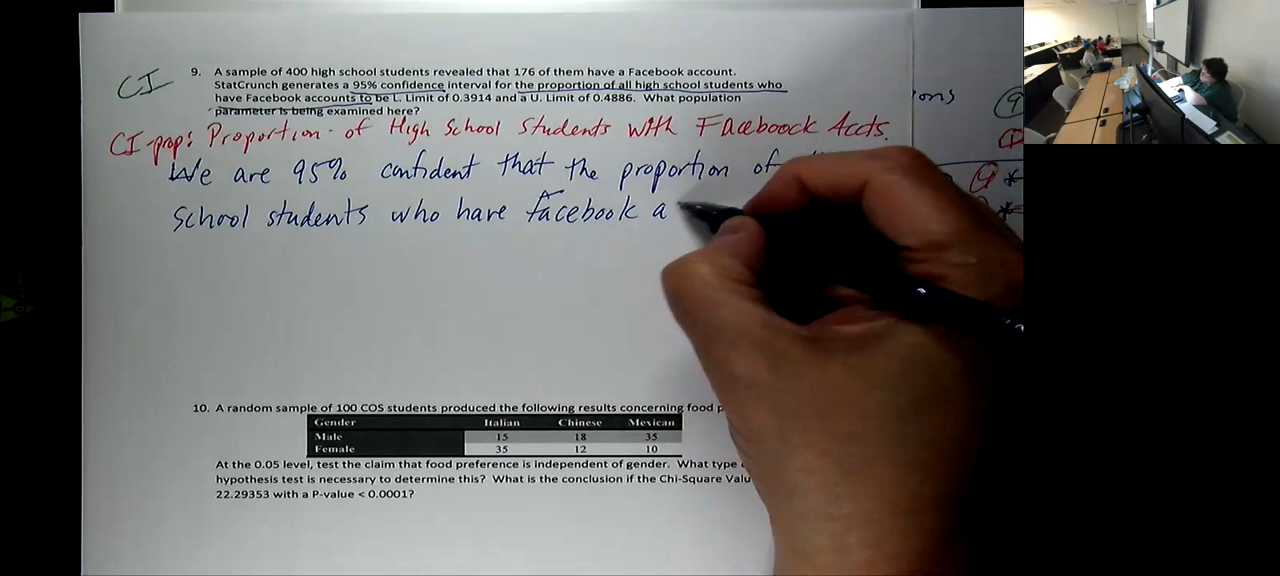 CI
9. A sample of 400 high school students revealed that 176 of them have a Facebook account.
StatCrunch generates a 95% confidence interval for the proportion of all high school students who
have Facebook accounts to be L. Limit of 0.3914 and a U. Limit of 0.4886. What population
parameter is being examined here?
CI-prop: Proportion of High School Students With Faceboock Accts.
We are 95% confident that the proportion of
school students who have facebook a
ons
10. A random sample of 100 COS students produced the following results concerning food p
Gender Italian Chinese Mexican
Male 15 18 35
Female 35 12 10
At the 0.05 level, test the claim that food preference is independent of gender. What type
hypothesis test is necessary to determine this? What is the conclusion if the Chi-Square Valu
22.29353 with a P-value < 0.0001?